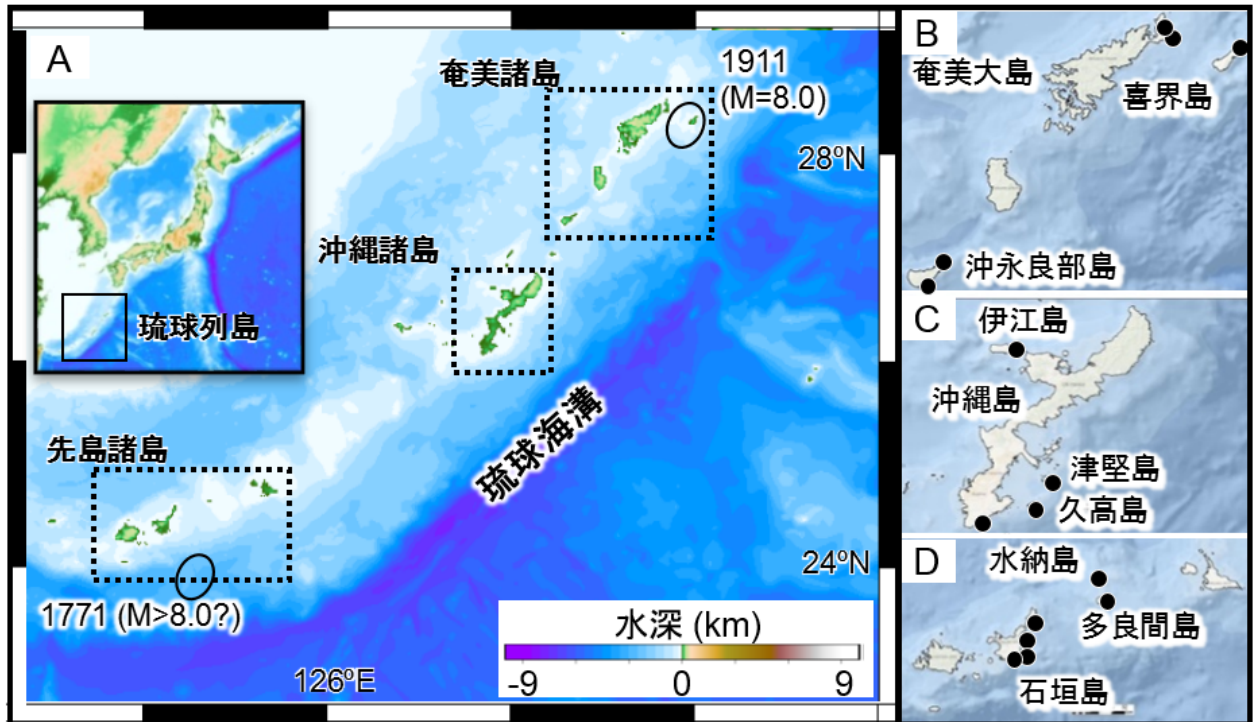 A
奄美諸島
1911
(M=8.0)
28ºN
琉球列島
沖縄諸島
先島諸島
琉球海溝
1771 (M>8.0?)
24ºN
126ºE
水深 (km)
-9 0 9
B
奄美大島
喜界島
沖永良部島
C
伊江島
沖縄島
津堅島
久高島
D
水納島
多良間島
石垣島